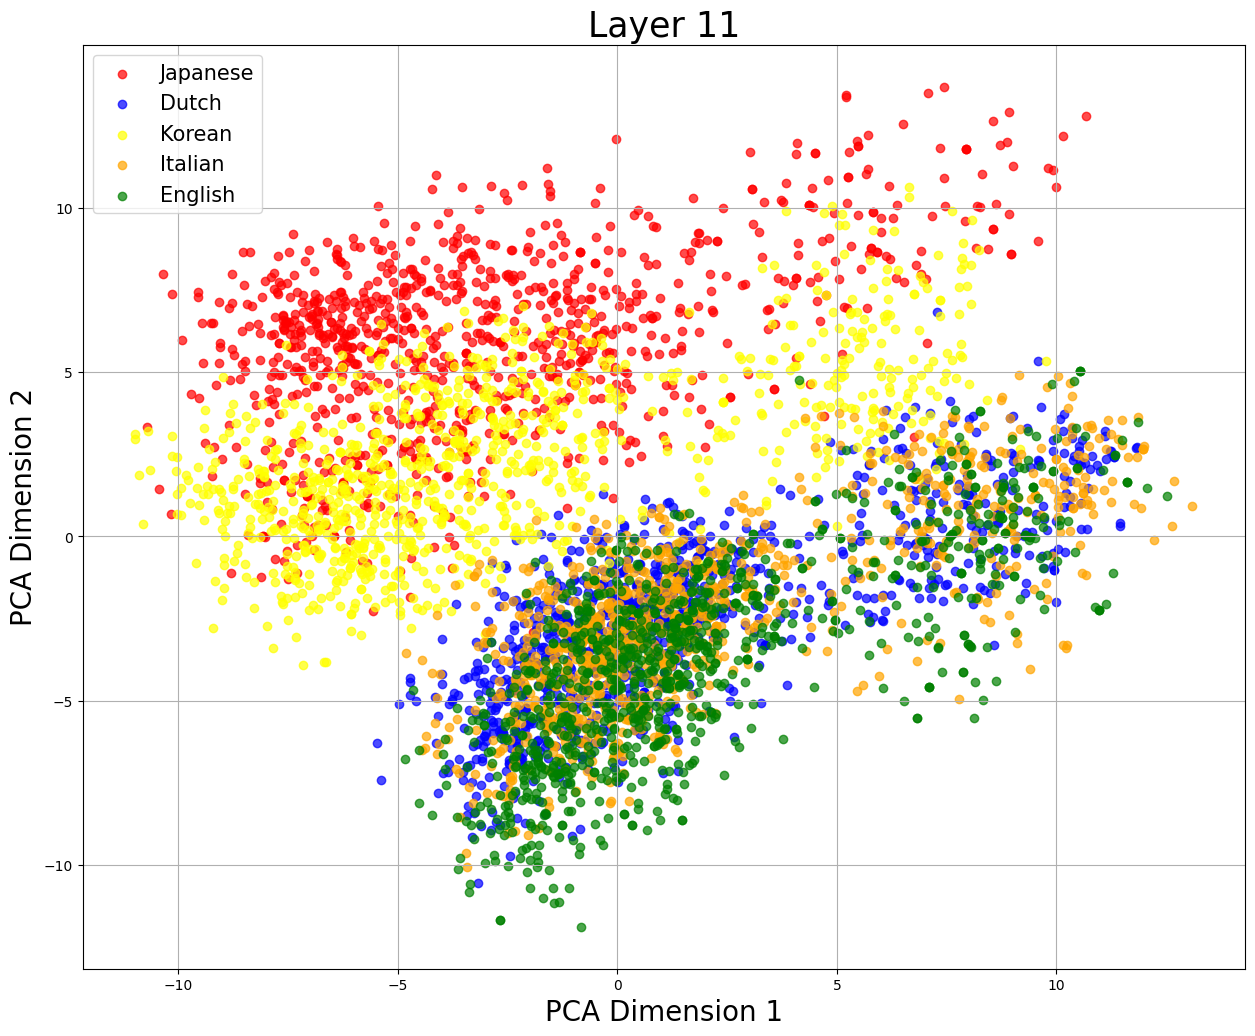 Layer 11
Japanese
Dutch
Korean
Italian
English
PCA Dimension 2
10
5
0
−5
−10
−10
−5
0
5
10
PCA Dimension 1